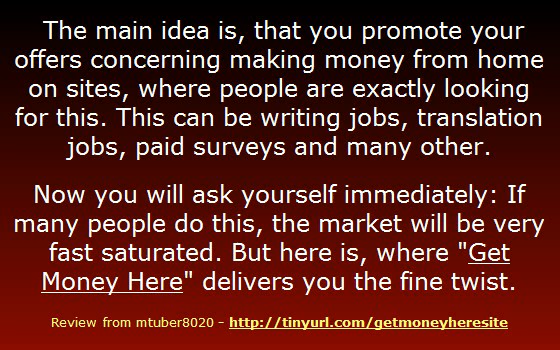 The main idea is, that you promote your
offers concerning making money from home
on sites, where people are exactly looking
for this. This can be writing jobs, translation
jobs, paid surveys and many other.
Now you will ask yourself immediately: If
many people do this, the market will be very
fast saturated. But here is, where "Get
Money Here" delivers you the fine twist.
Review from mtuber8020 - http://tinyurl.com/getmoneyheresite